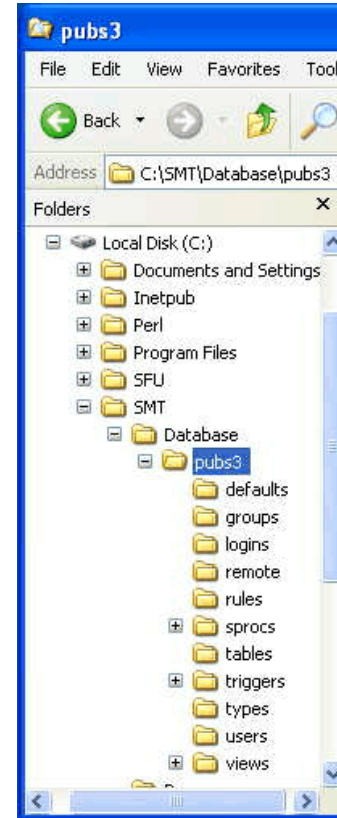 pubs3
File Edit View Favorites Tool
Back
Address C:\SMT\Database\pubs3
Folders
Local Disk (C:)
Documents and Settings
Inetpub
Perl
Program Files
SFU
SMT
Database
pubs3
defaults
groups
logins
remote
rules
sprocs
tables
triggers
types
users
views